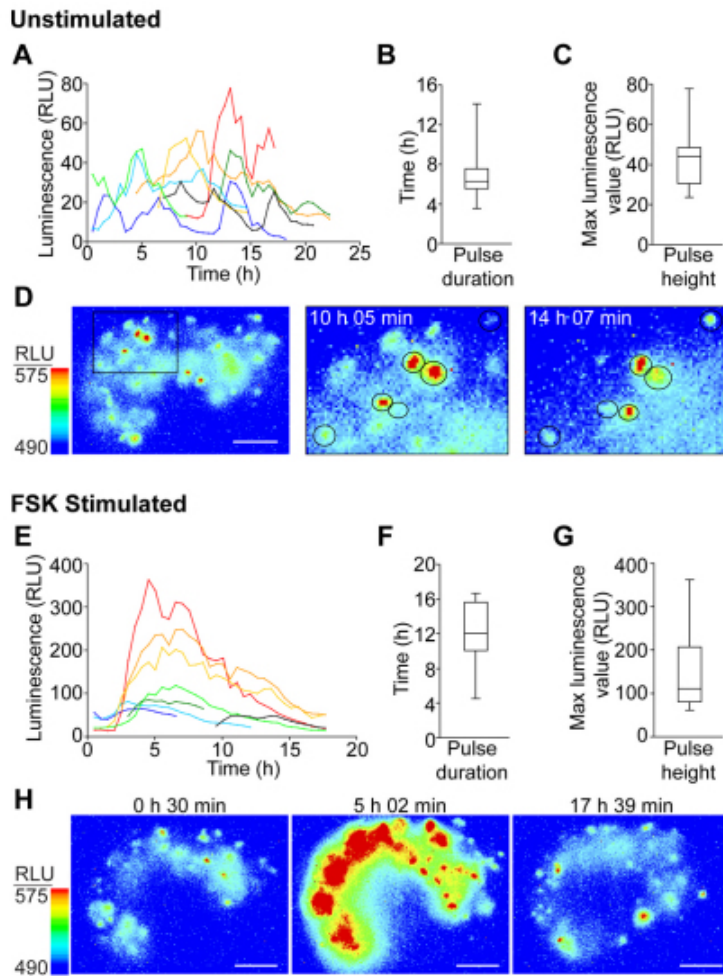 Unstimulated
A
Luminescence (RLU)
80
60
40
20
0
0 5 10 15 20 25
Time (h)
B
Time (h)
16
12
8
4
0
Pulse
duration
C
Max luminescence
value (RLU)
80
60
40
20
0
Pulse
height
D
RLU
575
490
10 h 05 min
14 h 07 min
FSK Stimulated
E
Luminescence (RLU)
400
300
200
100
0
0 5 10 15 20
Time (h)
F
Time (h)
20
16
12
8
4
0
Pulse
duration
G
Max luminescence
value (RLU)
400
300
200
100
0
Pulse
height
H
0 h 30 min
5 h 02 min
17 h 39 min
RLU
575
490